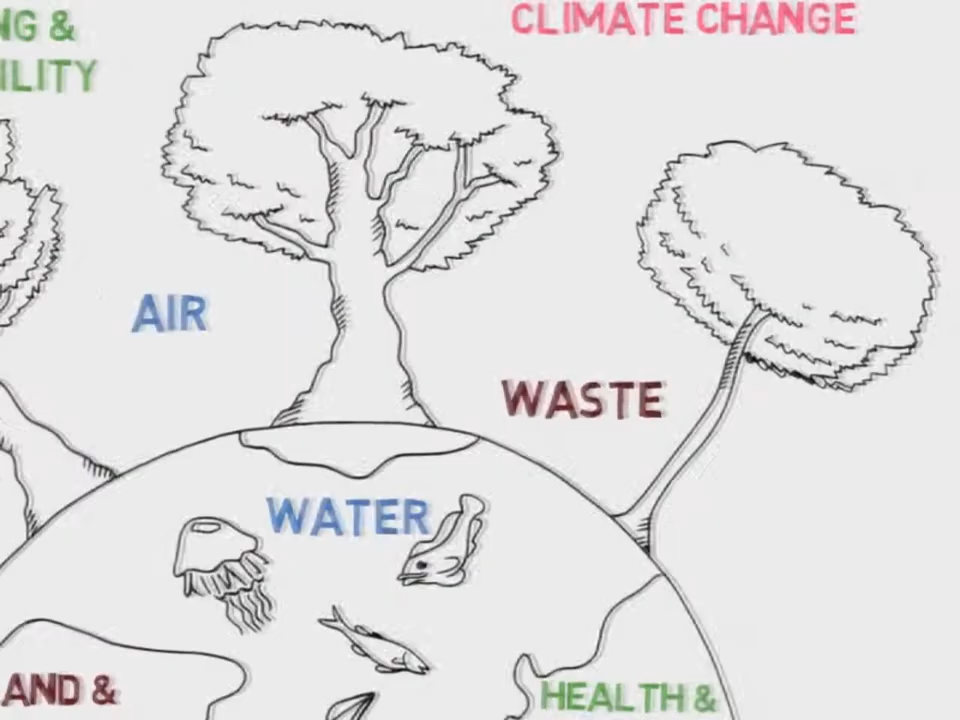 CLIMATE CHANGE
NG &
ILITY
AIR
WASTE
WATER
AND &
HEALTH &